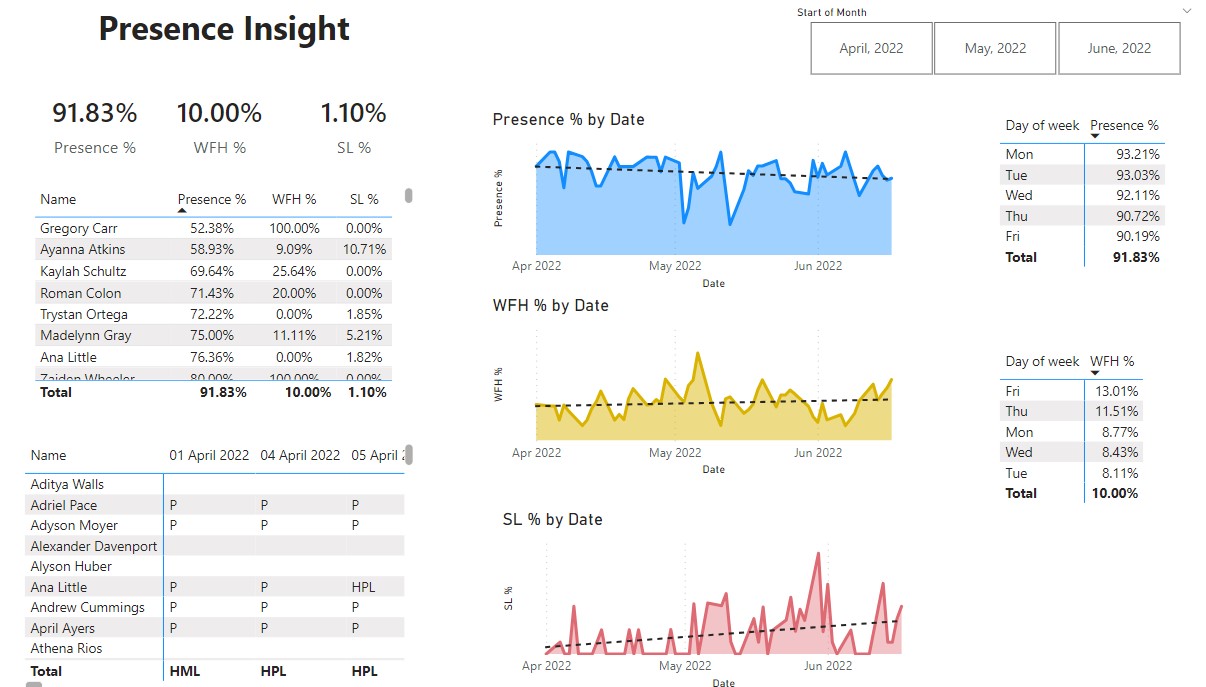 Presence Insight
Start of Month
April, 2022 May, 2022 June, 2022
91.83% 10.00% 1.10%
Presence % WFH % SL %
Name Presence % WFH % SL %
Gregory Carr 52.38% 100.00% 0.00%
Ayanna Atkins 58.93% 9.09% 10.71%
Kaylah Schultz 69.64% 25.64% 0.00%
Roman Colon 71.43% 20.00% 0.00%
Trystan Ortega 72.22% 0.00% 1.85%
Madelynn Gray 75.00% 11.11% 5.21%
Ana Little 76.36% 0.00% 1.82%
Zaiden Wheeler 80.00% 100.00% 0.00%
Total 91.83% 10.00% 1.10%
Name 01 April 2022 04 April 2022 05 April
Aditya Walls
Adriel Pace P P P
Adyson Moyer P P P
Alexander Davenport
Alyson Huber
Ana Little P P HPL
Andrew Cummings P P P
April Ayers P P P
Athena Rios
Total HML HPL HPL
Presence % by Date
Presence %
Apr 2022 May 2022 Jun 2022
Date
WFH % by Date
WFH %
Apr 2022 May 2022 Jun 2022
Date
SL % by Date
SL %
Apr 2022 May 2022 Jun 2022
Date
Day of week Presence %
Mon 93.21%
Tue 93.03%
Wed 92.11%
Thu 90.72%
Fri 90.19%
Total 91.83%
Day of week WFH %
Fri 13.01%
Thu 11.51%
Mon 8.77%
Wed 8.43%
Tue 8.11%
Total 10.00%